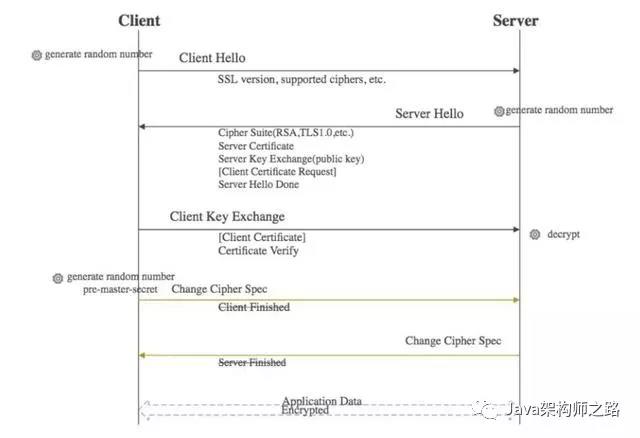 Client
Server
generate random number
Client Hello
SSL version, supported ciphers, etc.
Server Hello
generate random number
Cipher Suite(RSA,TLS1.0,etc.)
Server Certificate
Server Key Exchange(public key)
[Client Certificate Request]
Server Hello Done
Client Key Exchange
[Client Certificate]
Certificate Verify
decrypt
generate random number
pre-master-secret
Change Cipher Spec
Client Finished
Change Cipher Spec
Server Finished
Application Data
Encrypted
Java架构师之路